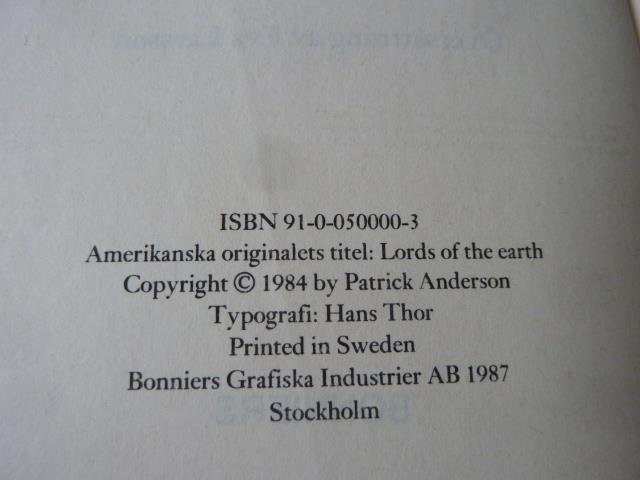 ISBN 91-0-050000-3
Amerikanska originalets titel: Lords of the earth
Copyright © 1984 by Patrick Anderson
Typografi: Hans Thor
Printed in Sweden
Bonniers Grafiska Industrier AB 1987
Stockholm